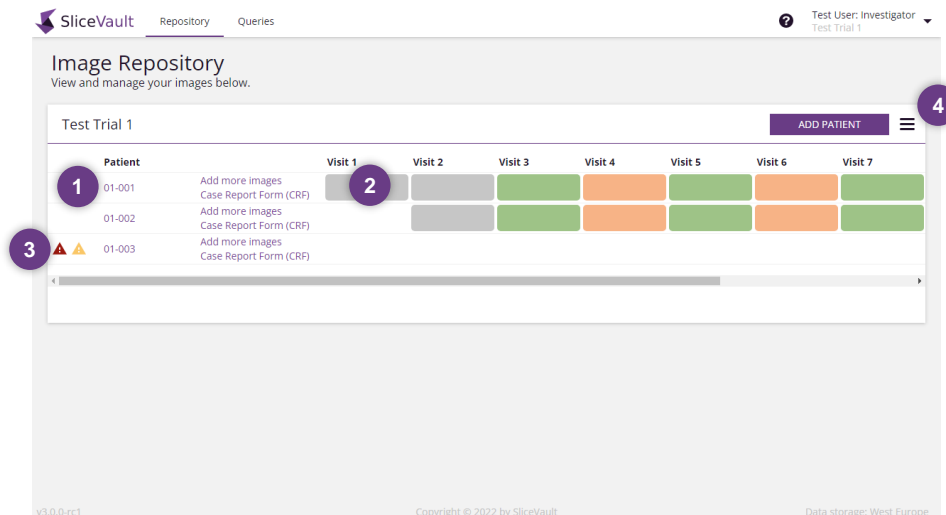 SliceVault Repository Queries ? Test User: Investigator
Test Trial 1
Image Repository
View and manage your images below.
4
Test Trial 1 ADD PATIENT
Patient Visit 1 Visit 2 Visit 3 Visit 4 Visit 5 Visit 6 Visit 7
1 01-001 Add more images 2
Case Report Form (CRF)
01-002 Add more images
Case Report Form (CRF)
3 01-003 Add more images
Case Report Form (CRF)
v3.0.0-rc1 Copyright © 2022 by SliceVault Data storage: West Europe